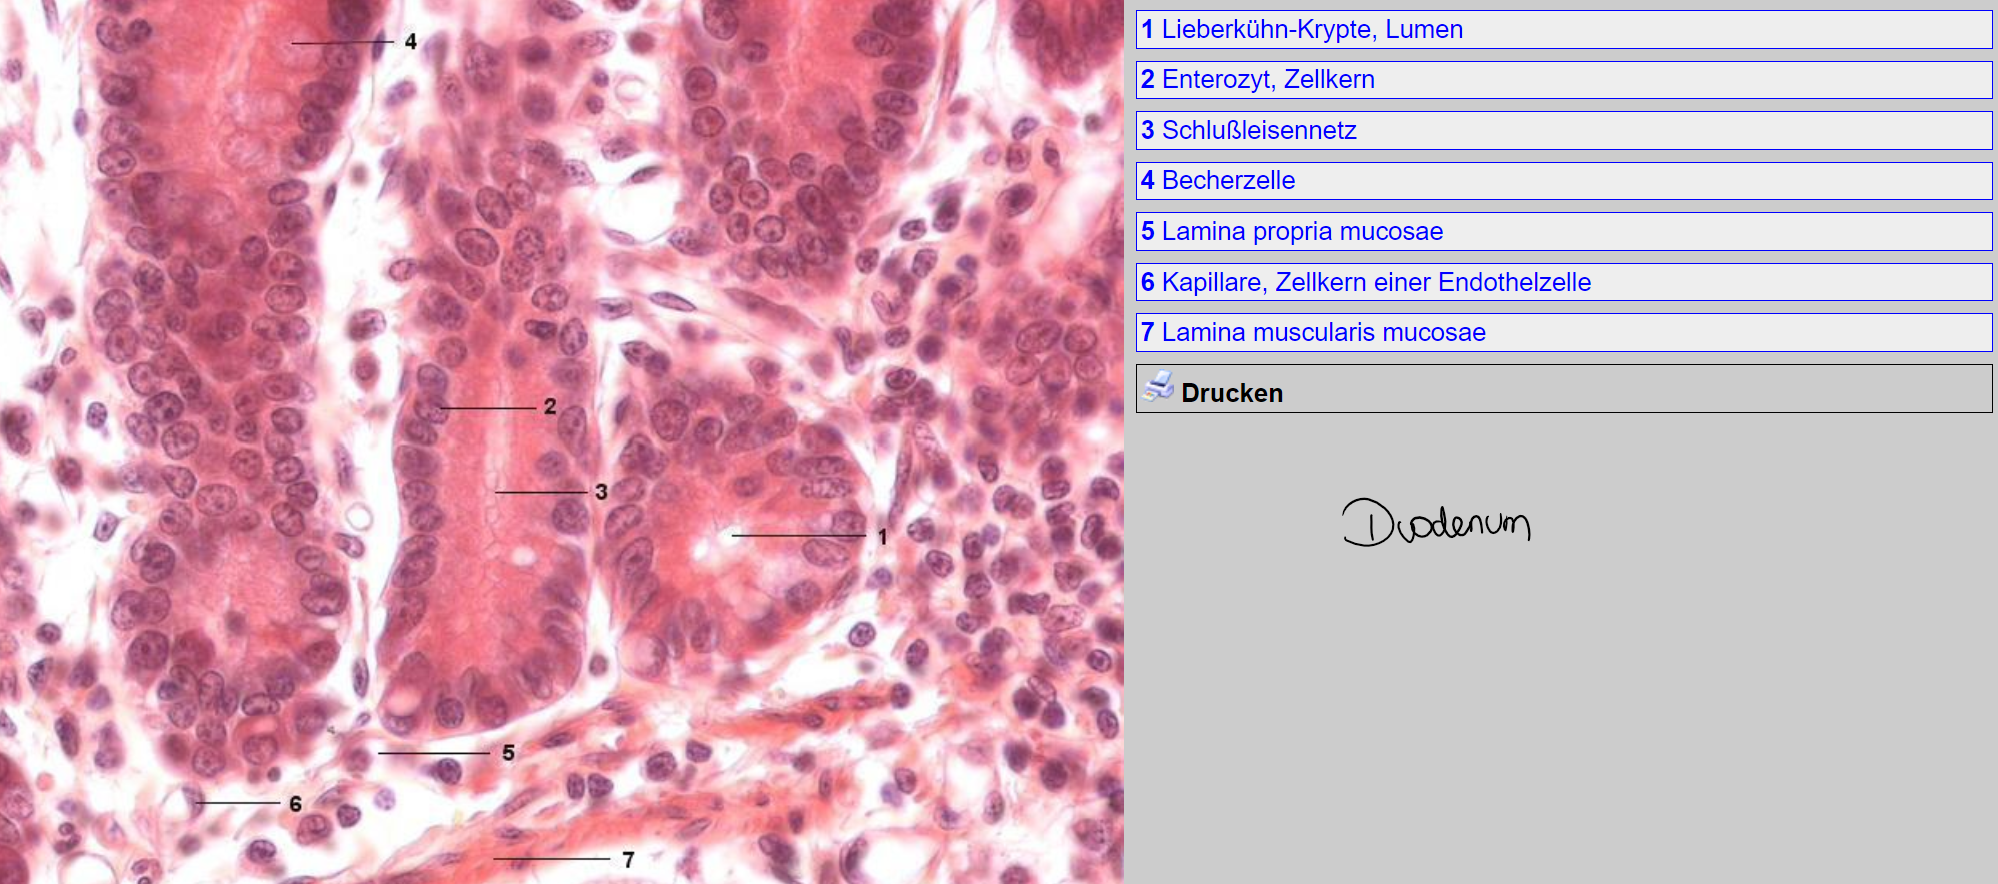 4
2
3
1
5
6
7
1 Lieberkühn-Krypte, Lumen
2 Enterozyt, Zellkern
3 Schlußleisennetz
4 Becherzelle
5 Lamina propria mucosae
6 Kapillare, Zellkern einer Endothelzelle
7 Lamina muscularis mucosae
Drucken
Duodenum